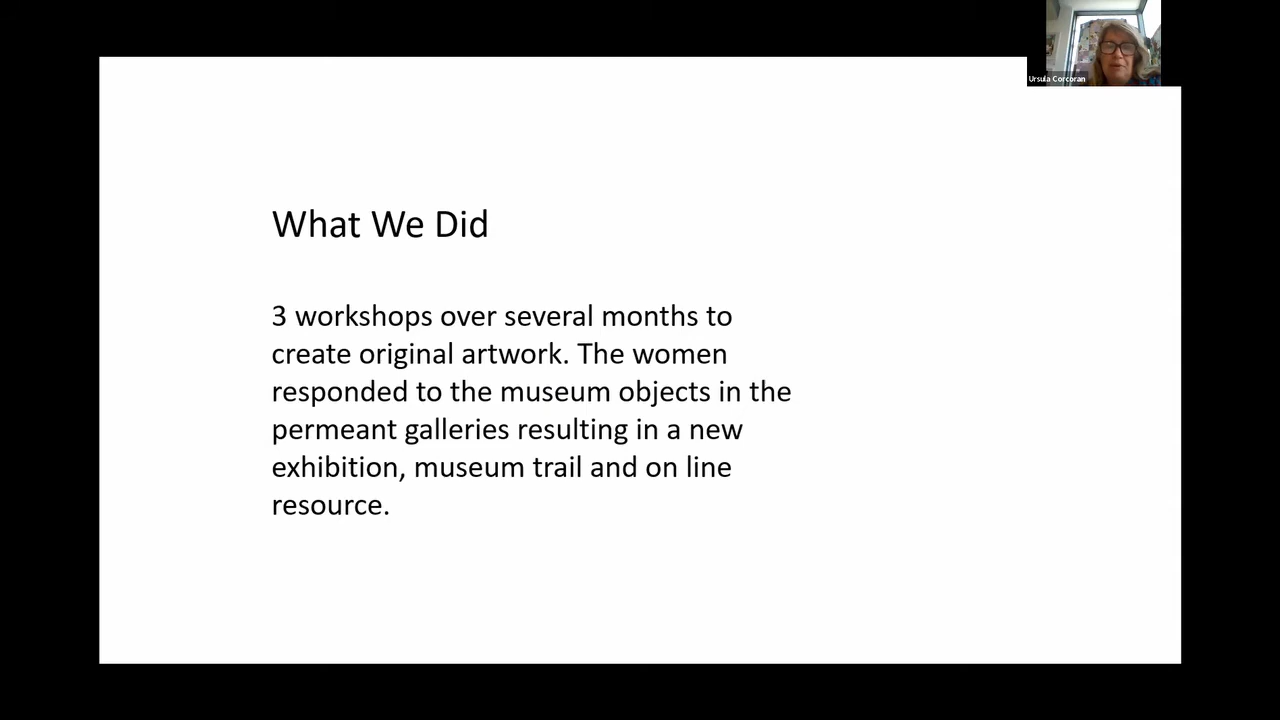 Ursula Corcoran
What We Did
3 workshops over several months to
create original artwork. The women
responded to the museum objects in the
permeant galleries resulting in a new
exhibition, museum trail and on line
resource.